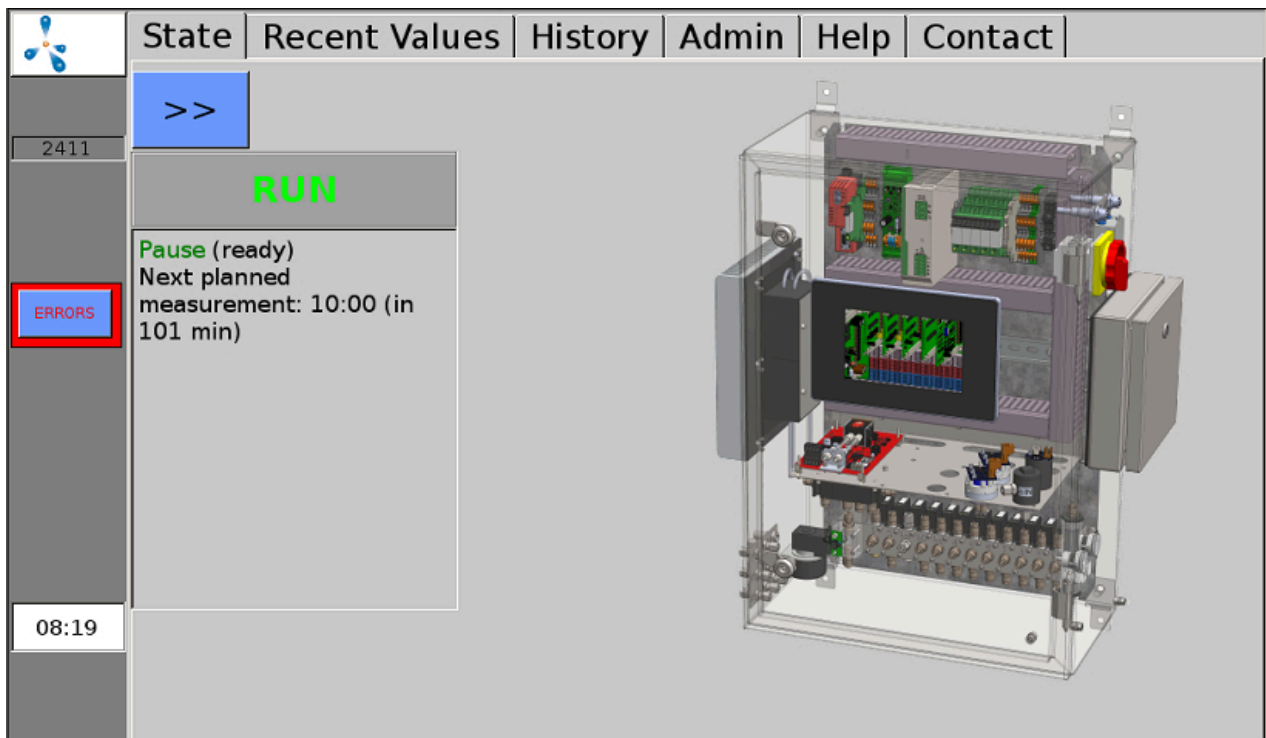 State Recent Values History Admin Help Contact
>>
2411
RUN
Pause (ready)
Next planned
measurement: 10:00 (in
101 min)
ERRORS
08:19